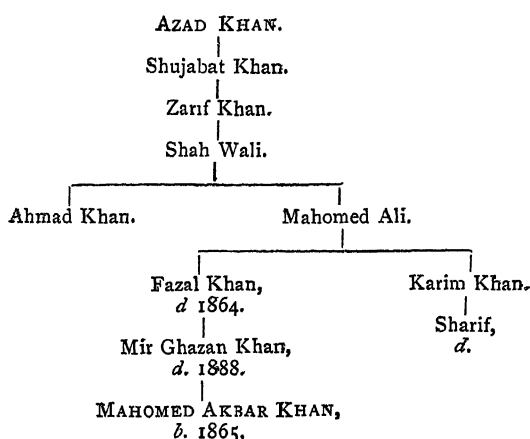 AZAD KHAN.
Shujabat Khan.
Zarif Khan.
Shah Wali.
Ahmad Khan.
Mahomed Ali.
Fazal Khan,
d 1864.
Karim Khan.
Sharif,
d.
Mir Ghazan Khan,
d. 1888.
MAHOMED AKBAR KHAN,
b. 1865.